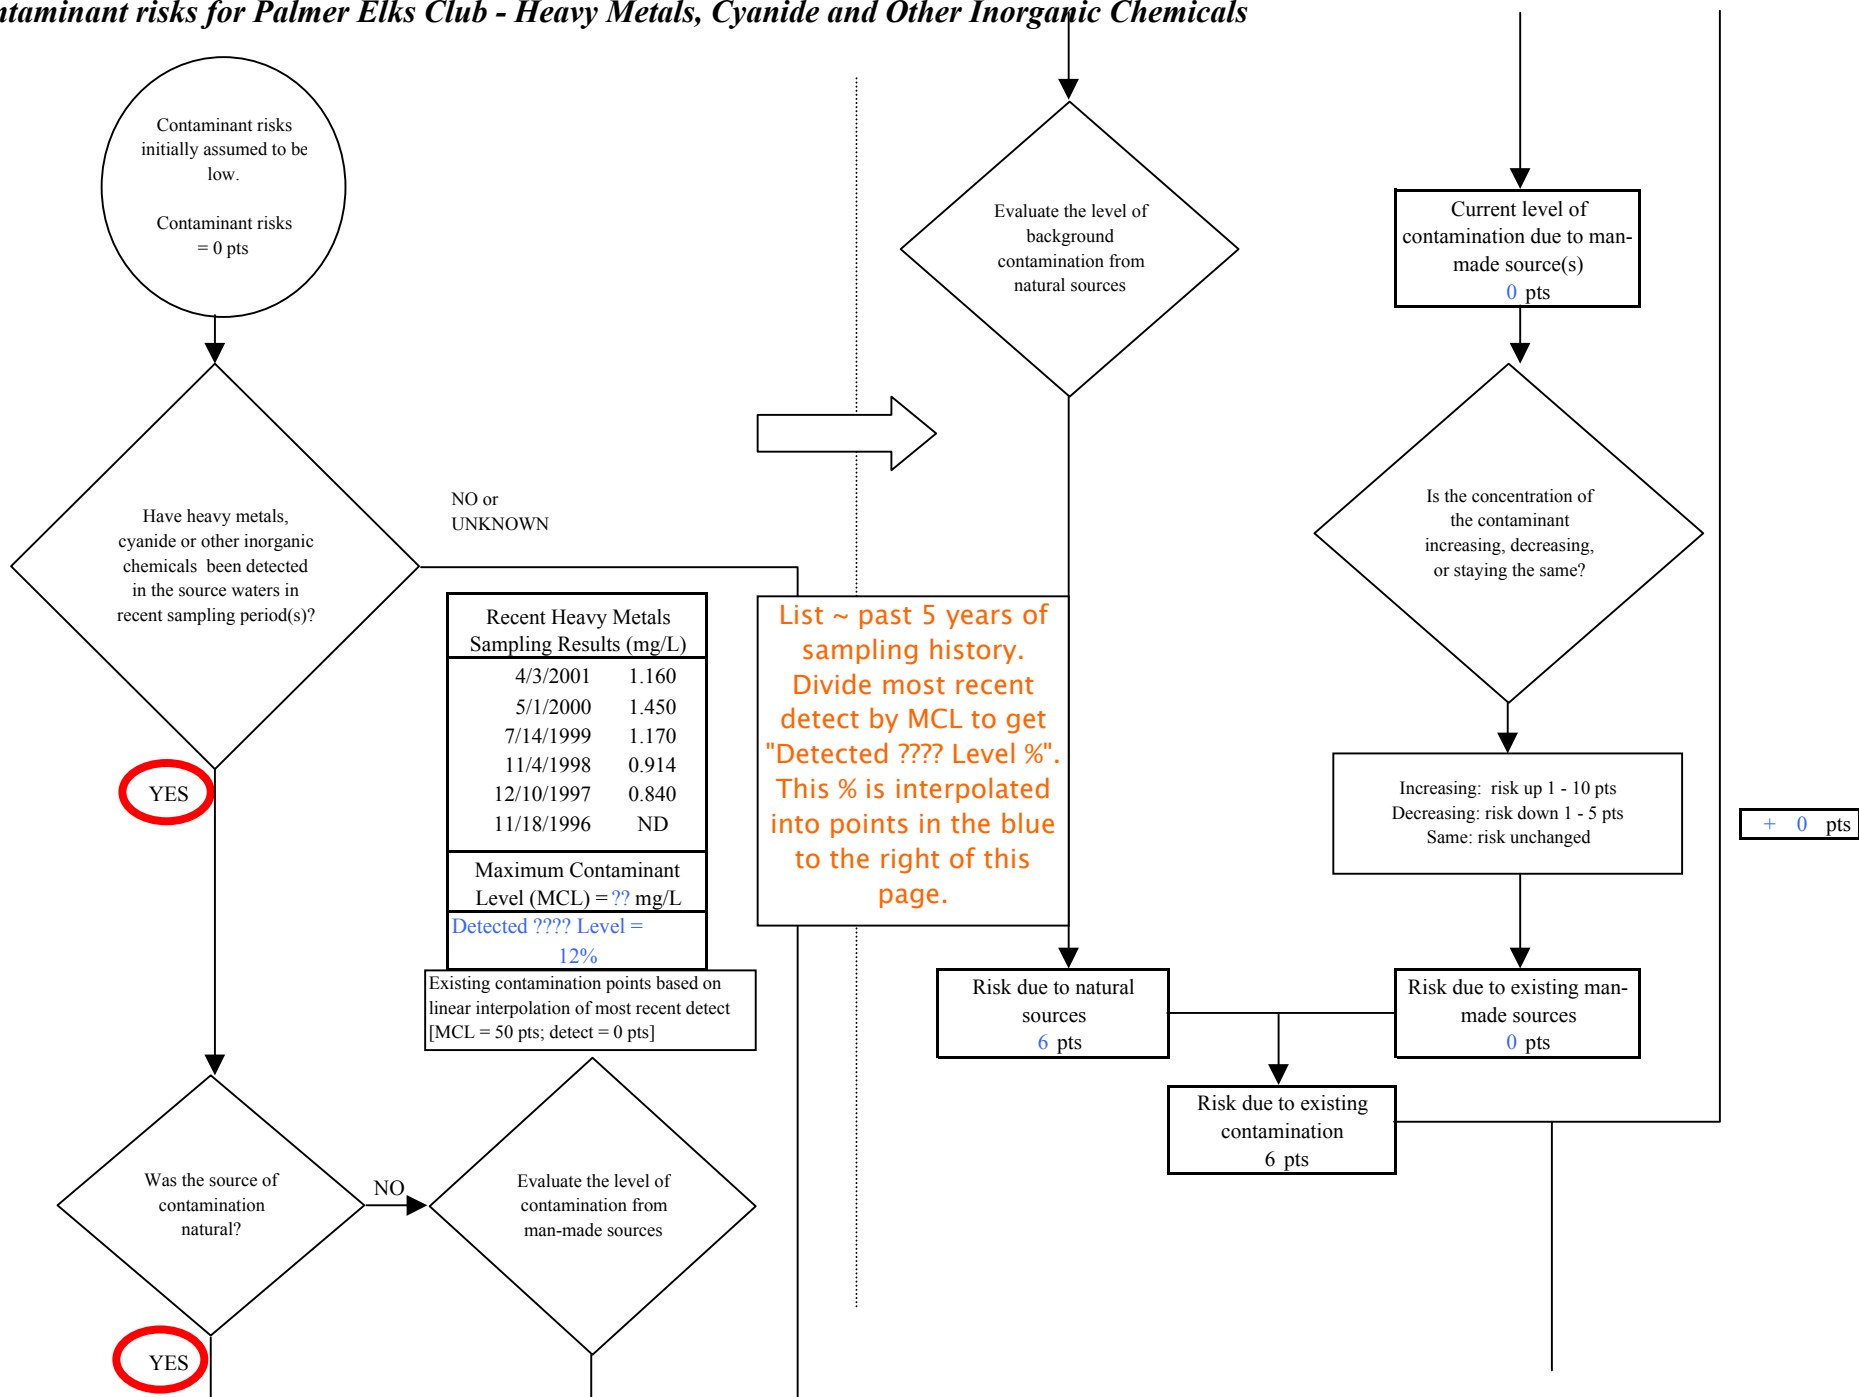 ntaminant risks for Palmer Elks Club - Heavy Metals, Cyanide and Other Inorganic Chemicals
Contaminant risks
initially assumed to be
low.
Contaminant risks
= 0 pts
Have heavy metals,
cyanide or other inorganic
chemicals been detected
in the source waters in
recent sampling period(s)?
NO or
UNKNOWN
YES
Recent Heavy Metals
Sampling Results (mg/L)
4/3/2001 1.160
5/1/2000 1.450
7/14/1999 1.170
11/4/1998 0.914
12/10/1997 0.840
11/18/1996 ND
Maximum Contaminant
Level (MCL) = ?? mg/L
Detected ???? Level =
12%
Existing contamination points based on
linear interpolation of most recent detect
[MCL = 50 pts; detect = 0 pts]
Was the source of
contamination
natural?
NO
YES
Evaluate the level of
contamination from
man-made sources
List ~ past 5 years of
sampling history.
Divide most recent
detect by MCL to get
"Detected ???? Level %".
This % is interpolated
into points in the blue
to the right of this
page.
Evaluate the level of
background
contamination from
natural sources
Risk due to natural
sources
6 pts
Current level of
contamination due to man-
made source(s)
0 pts
Is the concentration of
the contaminant
increasing, decreasing,
or staying the same?
Increasing: risk up 1 - 10 pts
Decreasing: risk down 1 - 5 pts
Same: risk unchanged
Risk due to existing man-
made sources
0 pts
Risk due to existing
contamination
6 pts
+ 0 pts